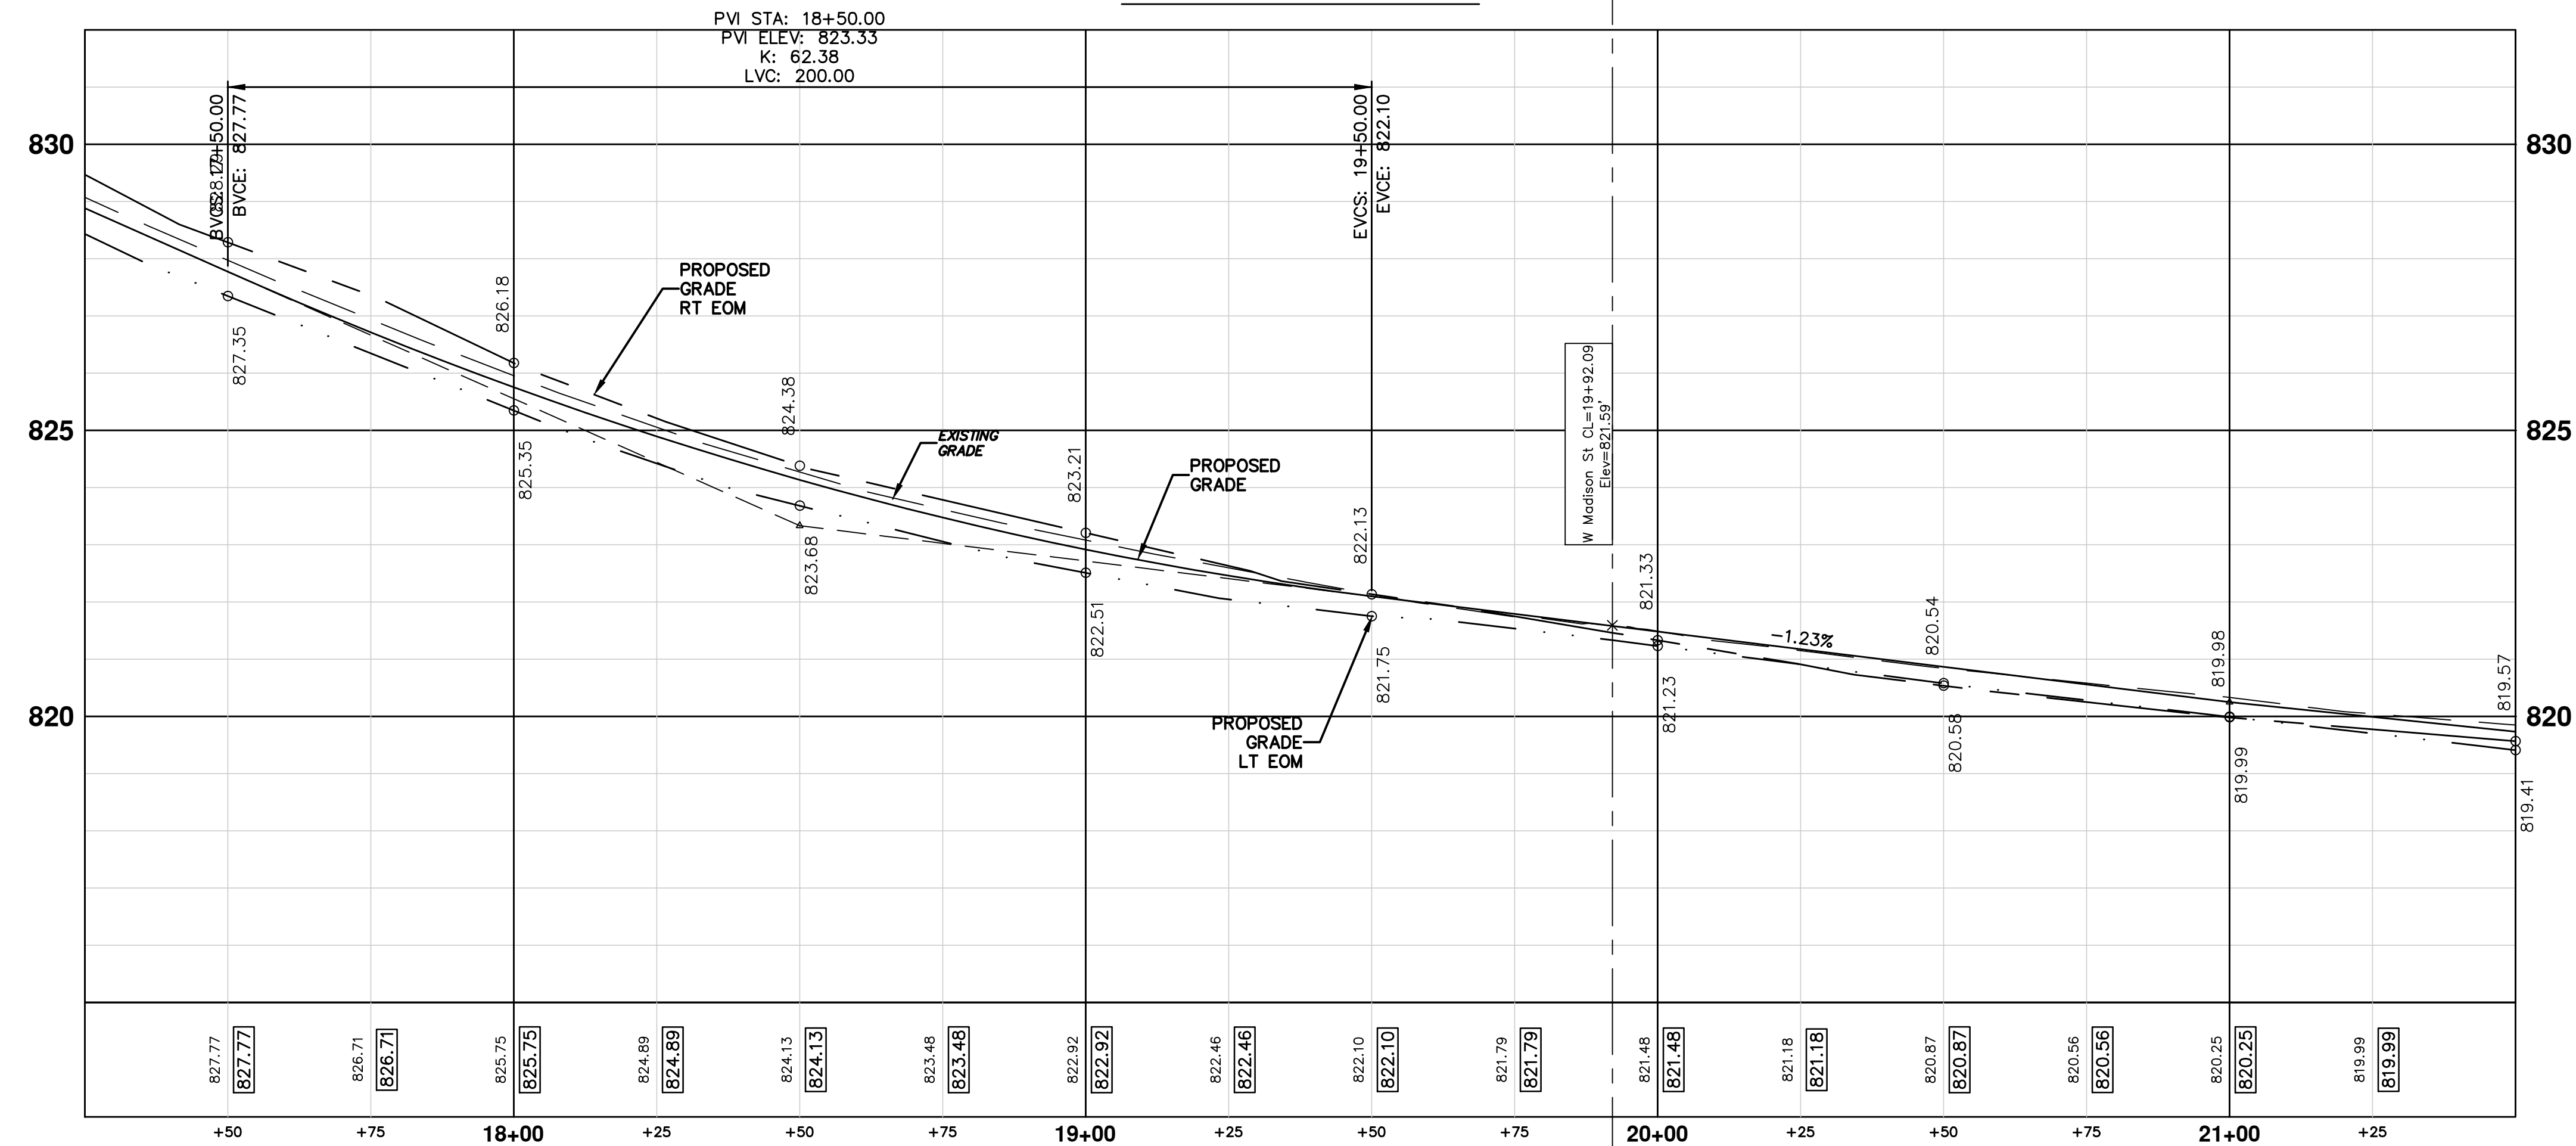 PVI STA: 18+50.00
PVI ELEV: 823.33
K: 62.38
LVC: 200.00
BVCS: 17+50.00
BVCE: 827.77
EVCS: 19+50.00
EVCE: 822.10
830
830
825
825
820
820
PROPOSED
GRADE
RT EOM
EXISTING
GRADE
PROPOSED
GRADE
PROPOSED
GRADE
LT EOM
W Madison St CL=19+92.09
Elev=821.59'
-1.23%
826.18
824.38
823.21
822.13
821.33
820.54
819.98
819.57
827.35
825.35
823.68
822.51
821.75
821.23
820.58
819.99
819.41
827.77 827.77
826.71 826.71
825.75 825.75
824.89 824.89
824.13 824.13
823.48 823.48
822.92 822.92
822.46 822.46
822.10 822.10
821.79 821.79
821.48 821.48
821.18 821.18
820.87 820.87
820.56 820.56
820.25 820.25
819.99 819.99
+50 +75 18+00 +25 +50 +75 19+00 +25 +50 +75 20+00 +25 +50 +75 21+00 +25